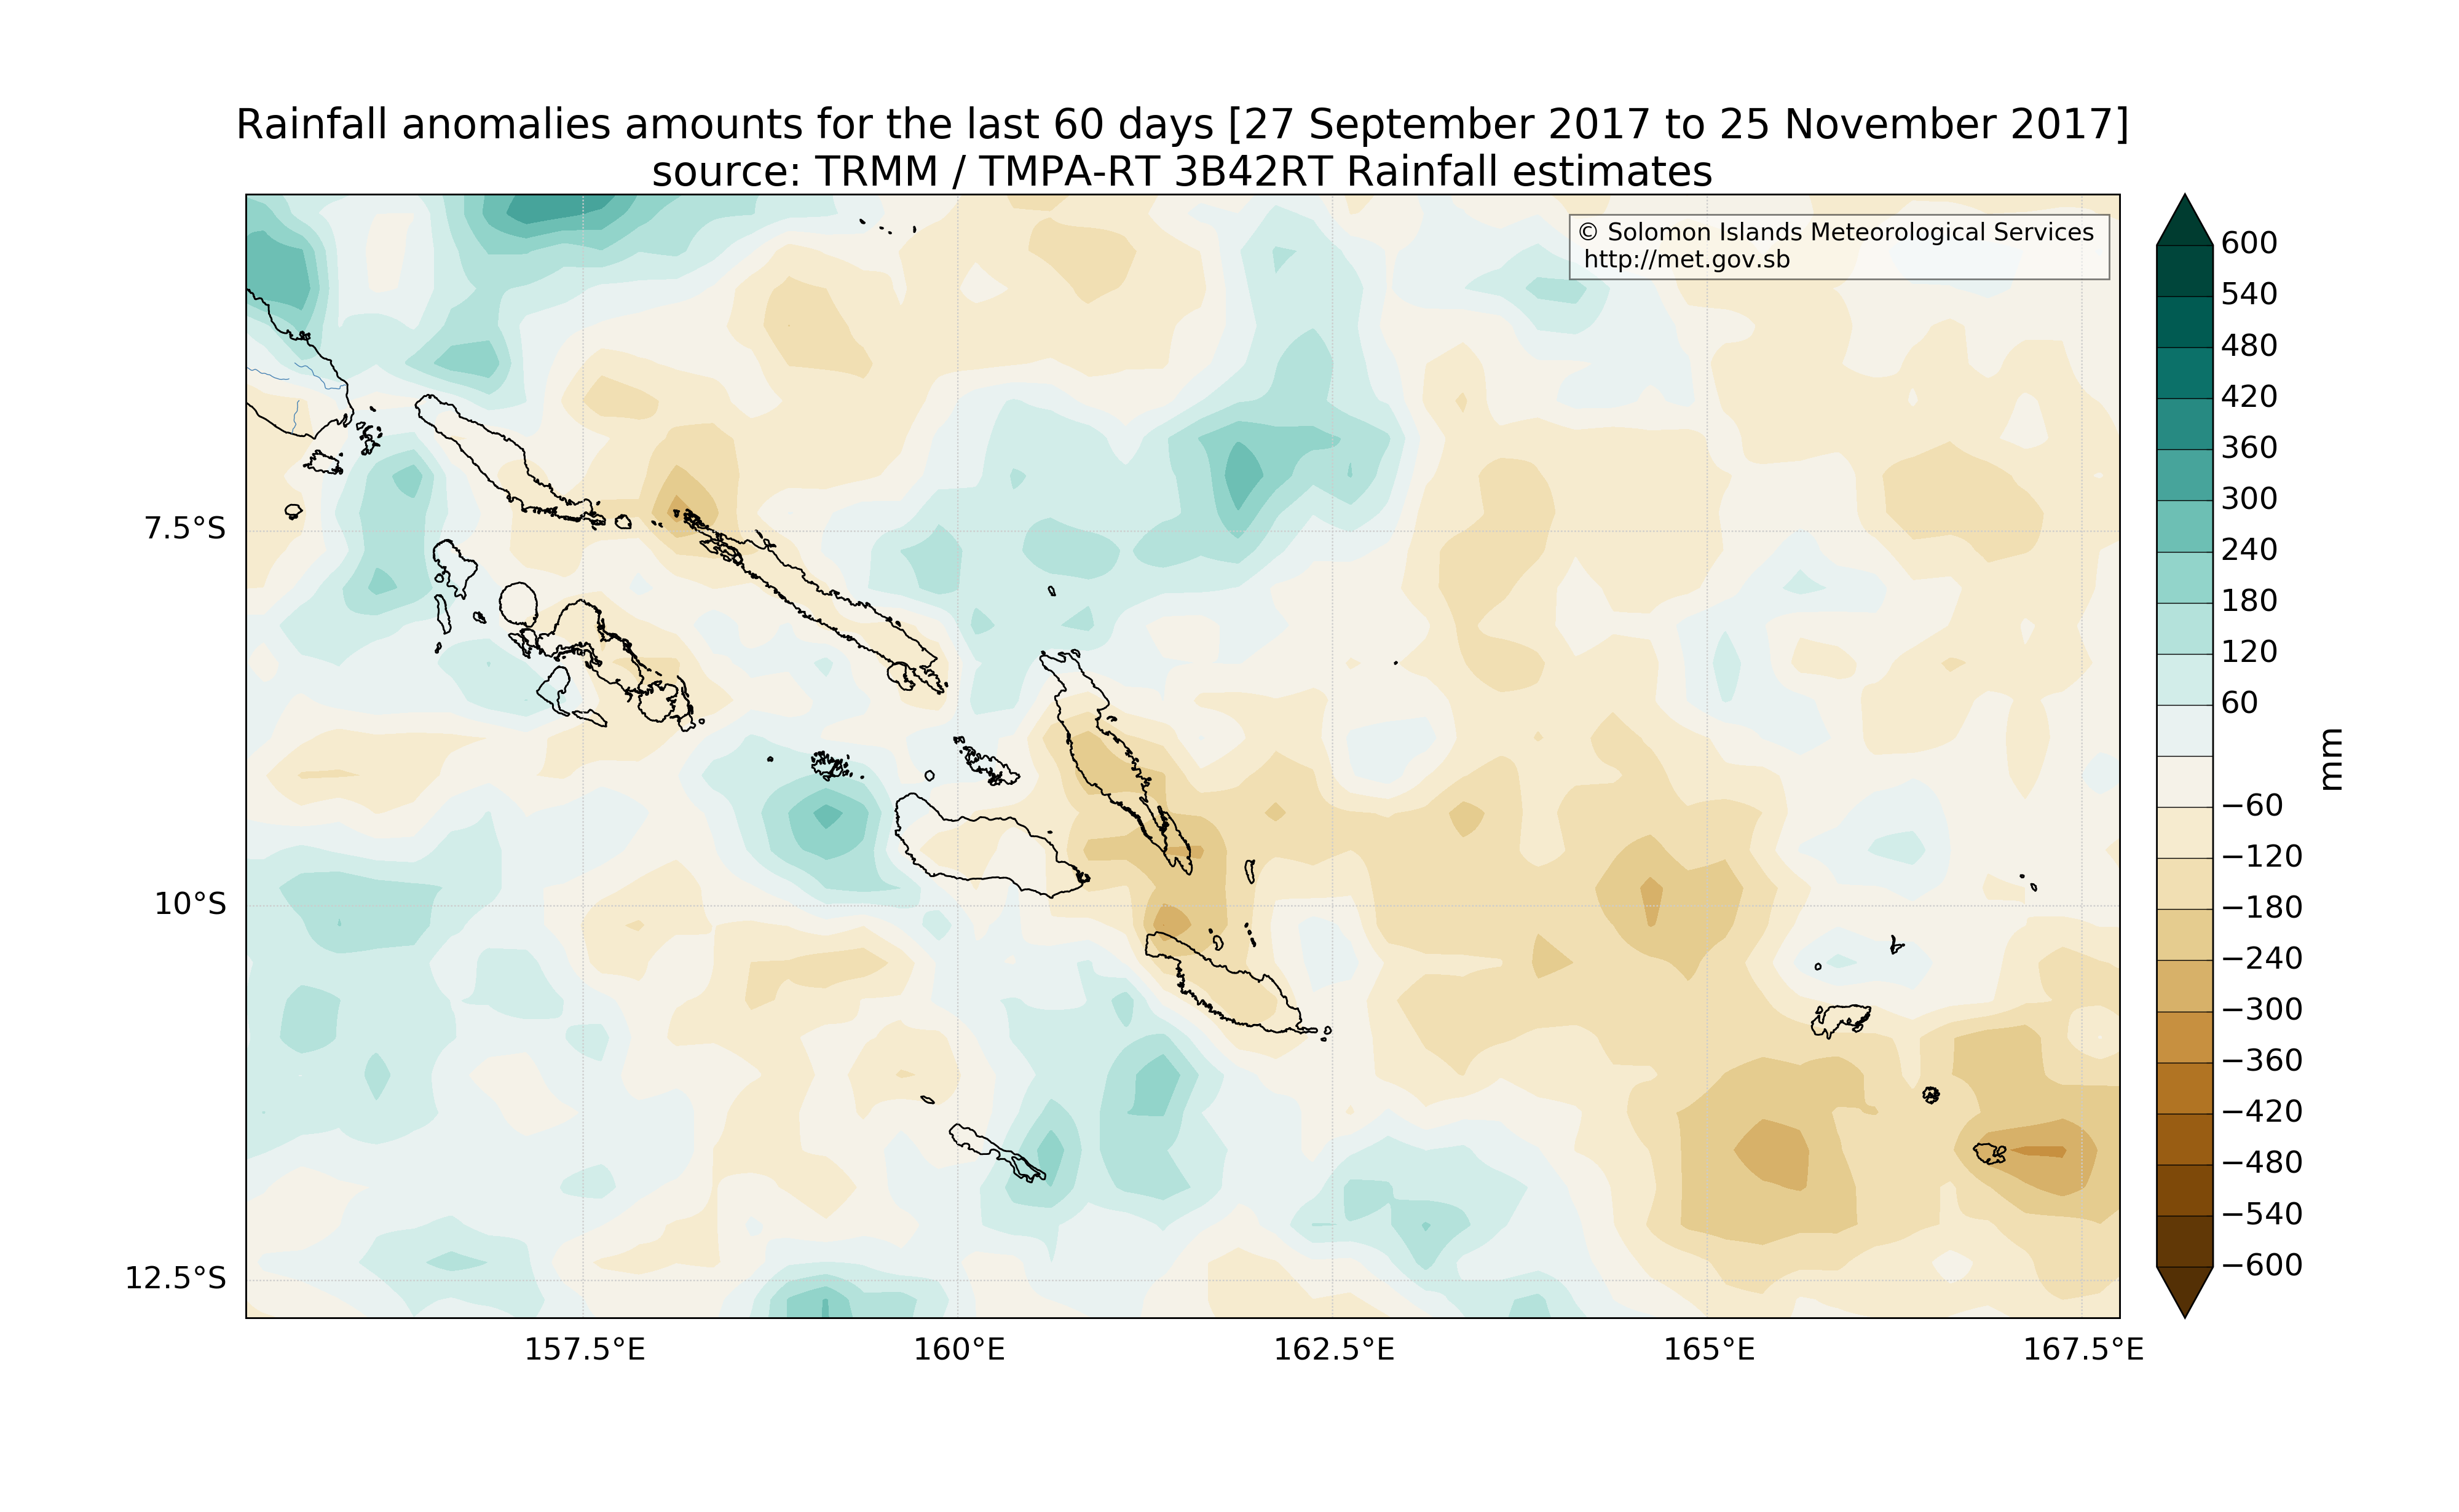 Rainfall anomalies amounts for the last 60 days [27 September 2017 to 25 November 2017]
source: TRMM / TMPA-RT 3B42RT Rainfall estimates
© Solomon Islands Meteorological Services
http://met.gov.sb
7.5°S
10°S
12.5°S
157.5°E
160°E
162.5°E
165°E
167.5°E
600
540
480
420
360
300
240
180
120
60
−60
−120
−180
−240
−300
−360
−420
−480
−540
−600
mm